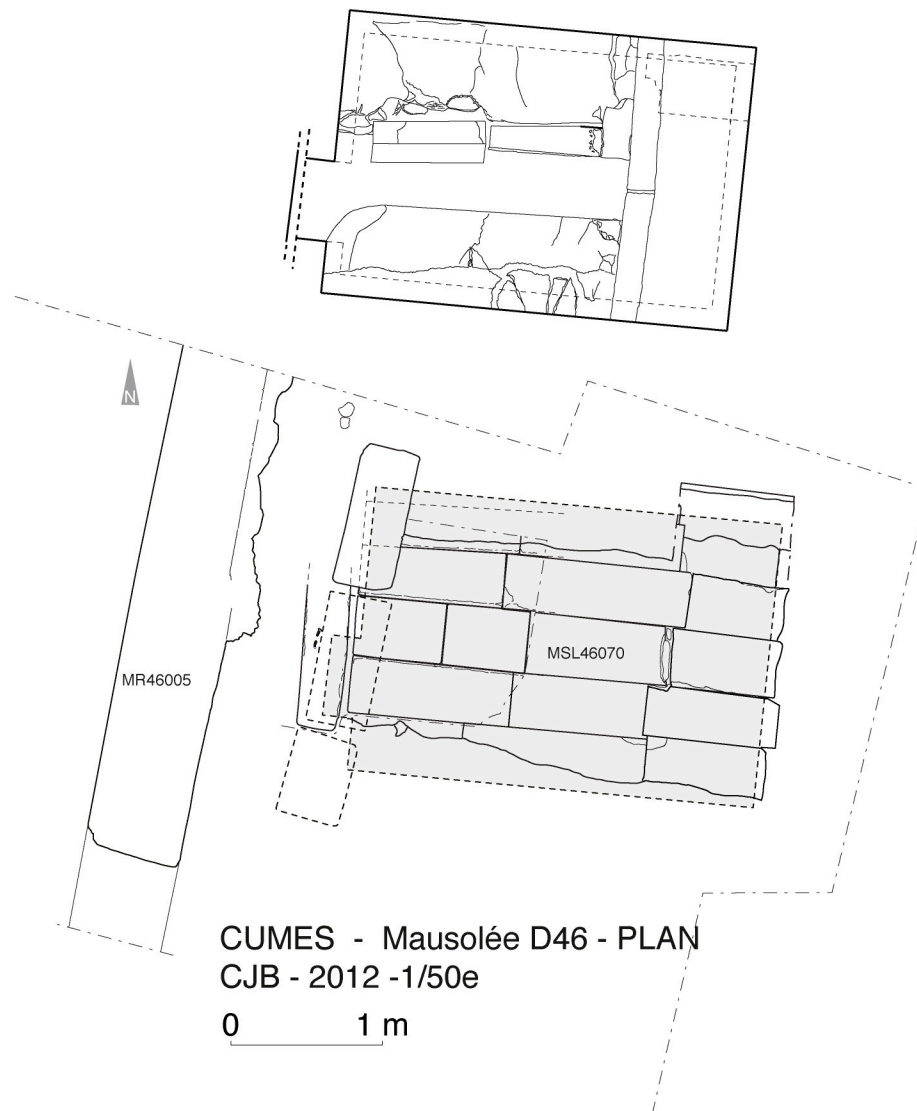 N
MSL46070
MR46005
CUMES - Mausolée D46 - PLAN
CJB - 2012 -1/50e
0 1 m